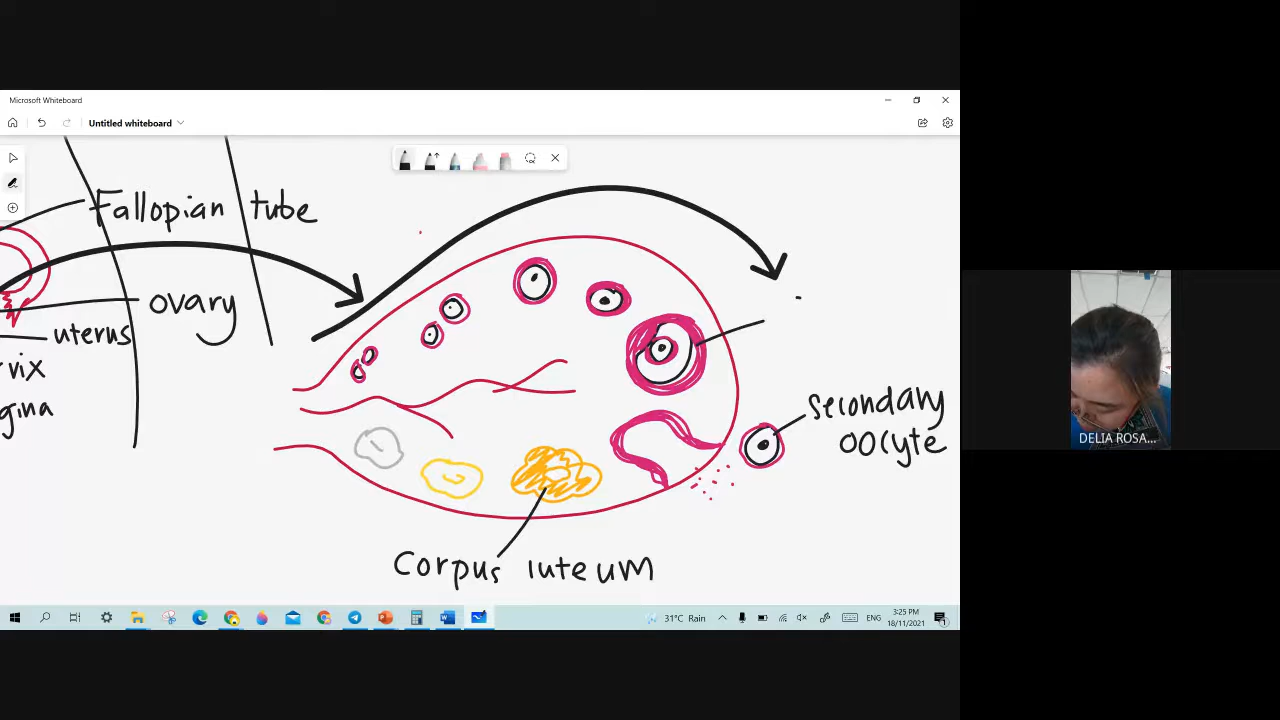 Microsoft Whiteboard
Untitled whiteboard
Fallopian tube
ovary
uterus
rvix
gina
secondary
oocyte
Corpus luteum
DELIA ROSA...
31°C Rain
ENG
3:25 PM
18/11/2021